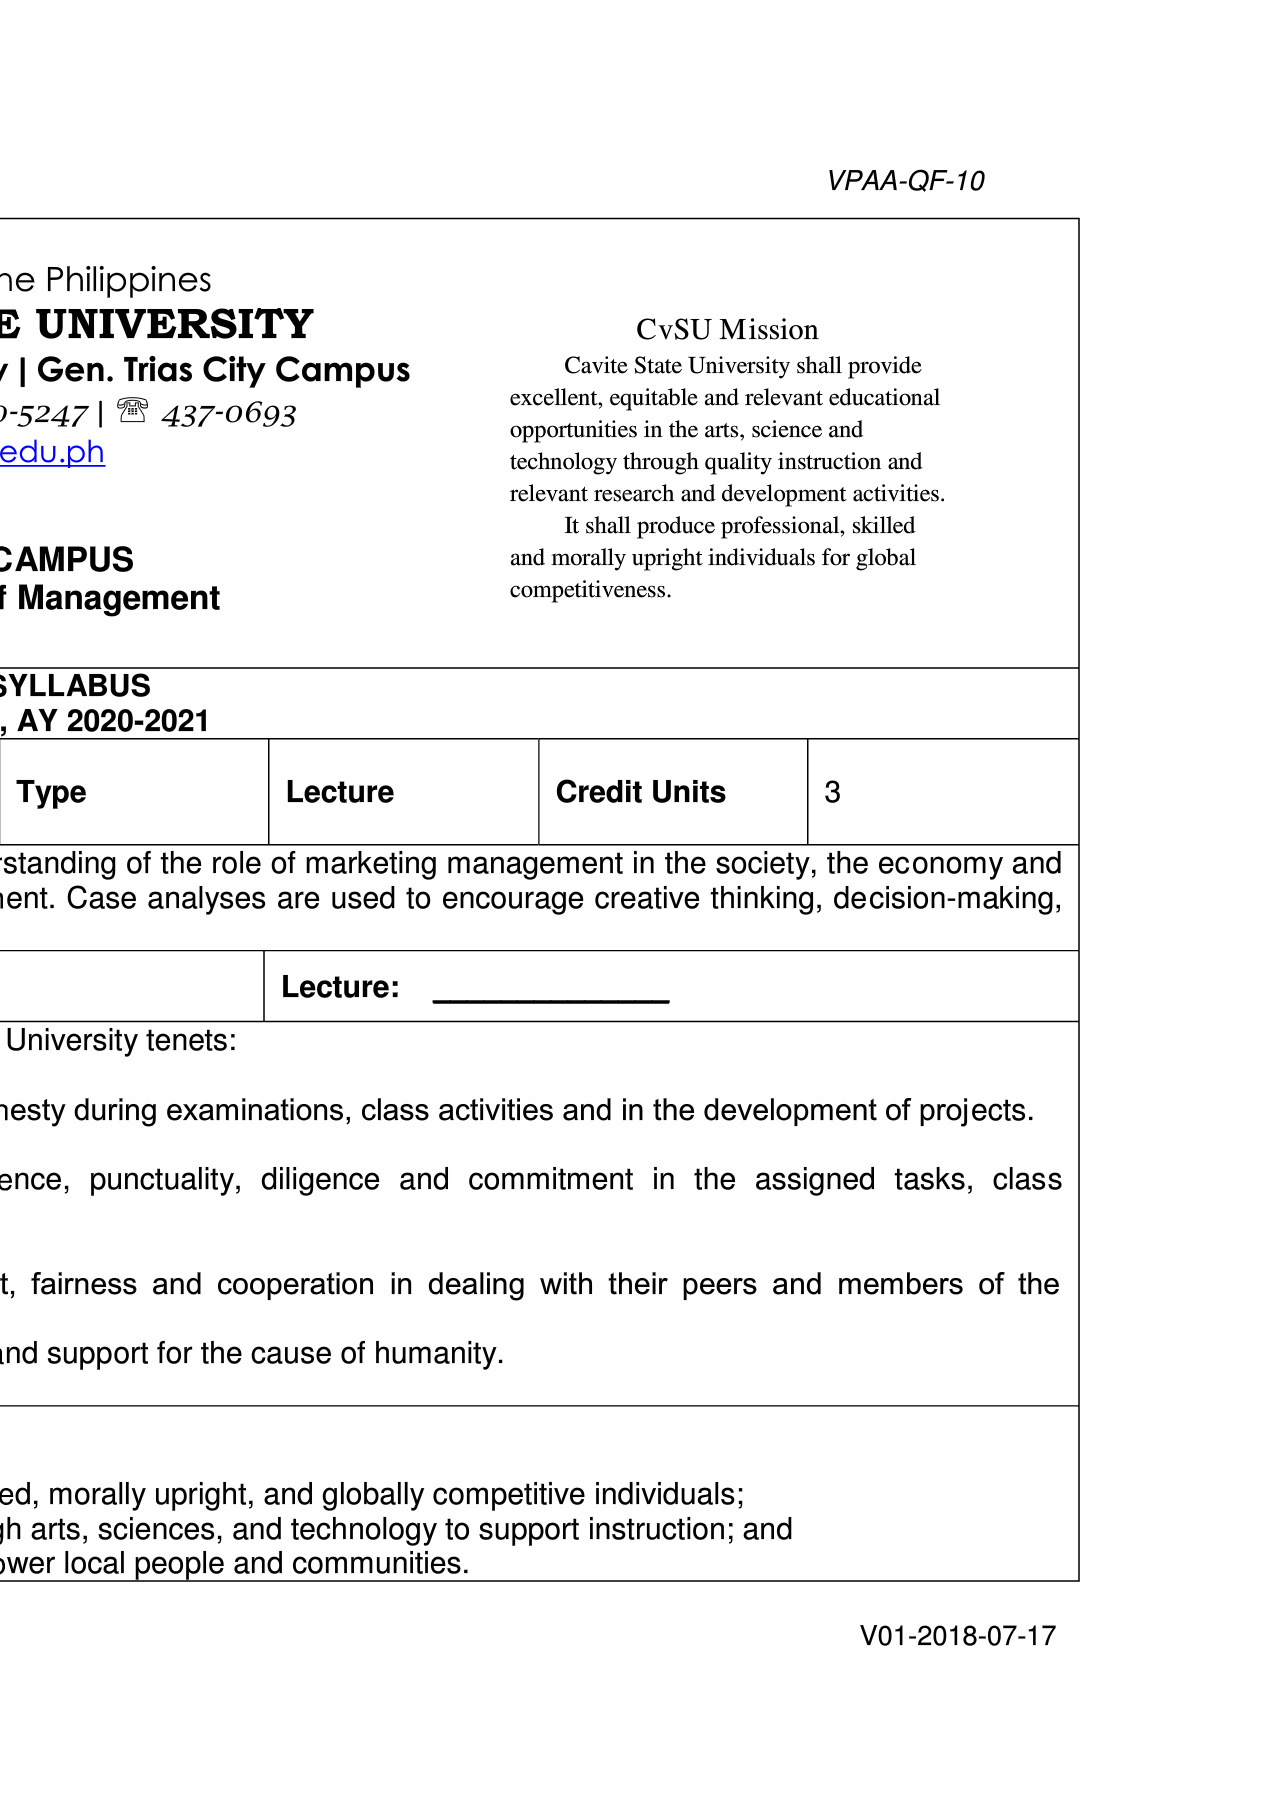 VPAA-QF-10
he Philippines
E UNIVERSITY
y | Gen. Trias City Campus
0-5247 | ☏ 437-0693
edu.ph
CAMPUS
f Management
CvSU Mission
Cavite State University shall provide
excellent, equitable and relevant educational
opportunities in the arts, science and
technology through quality instruction and
relevant research and development activities.
It shall produce professional, skilled
and morally upright individuals for global
competitiveness.
SYLLABUS
, AY 2020-2021
Type Lecture Credit Units 3
rstanding of the role of marketing management in the society, the economy and
nent. Case analyses are used to encourage creative thinking, decision-making,
Lecture: ______________
University tenets:
nesty during examinations, class activities and in the development of projects.
ence, punctuality, diligence and commitment in the assigned tasks, class
t, fairness and cooperation in dealing with their peers and members of the
and support for the cause of humanity.
ed, morally upright, and globally competitive individuals;
gh arts, sciences, and technology to support instruction; and
ower local people and communities.
V01-2018-07-17